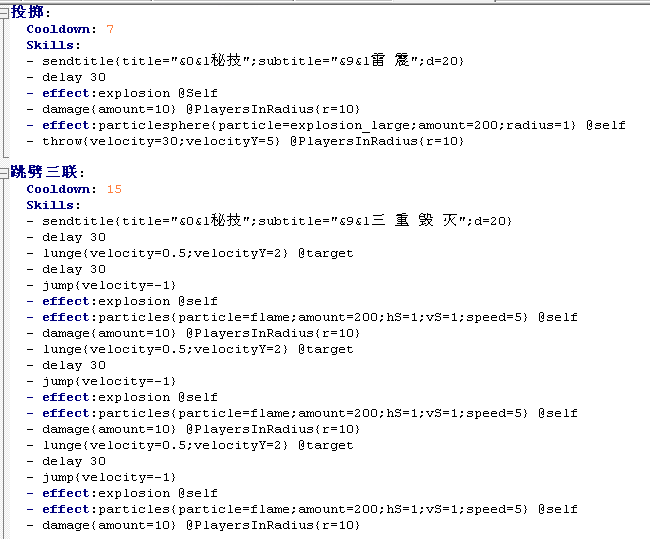 投掷:
Cooldown: 7
Skills:
- sendtitle{title="&0&l秘技";subtitle="&9&l雷 震";d=20}
- delay 30
- effect:explosion @Self
- damage{amount=10} @PlayersInRadius{r=10}
- effect:particlesphere{particle=explosion_large;amount=200;radius=1} @self
- throw{velocity=30;velocityY=5} @PlayersInRadius{r=10}
跳劈三联:
Cooldown: 15
Skills:
- sendtitle{title="&0&l秘技";subtitle="&9&l三 重 毁 灭";d=20}
- delay 30
- lunge{velocity=0.5;velocityY=2} @target
- delay 30
- jump{velocity=-1}
- effect:explosion @self
- effect:particles{particle=flame;amount=200;hS=1;vS=1;speed=5} @self
- damage{amount=10} @PlayersInRadius{r=10}
- lunge{velocity=0.5;velocityY=2} @target
- delay 30
- jump{velocity=-1}
- effect:explosion @self
- effect:particles{particle=flame;amount=200;hS=1;vS=1;speed=5} @self
- damage{amount=10} @PlayersInRadius{r=10}
- lunge{velocity=0.5;velocityY=2} @target
- delay 30
- jump{velocity=-1}
- effect:explosion @self
- effect:particles{particle=flame;amount=200;hS=1;vS=1;speed=5} @self
- damage{amount=10} @PlayersInRadius{r=10}